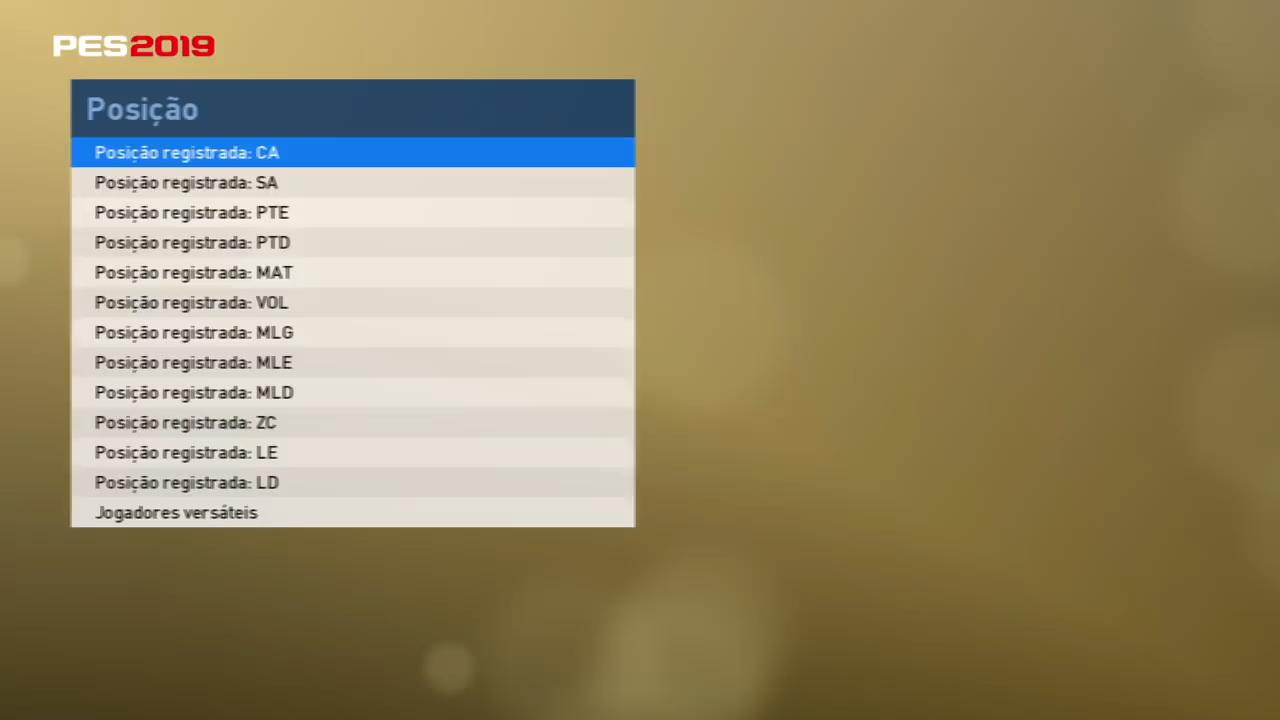 PES2019
Posição
Posição registrada: CA
Posição registrada: SA
Posição registrada: PTE
Posição registrada: PTD
Posição registrada: MAT
Posição registrada: VOL
Posição registrada: MLG
Posição registrada: MLE
Posição registrada: MLD
Posição registrada: ZC
Posição registrada: LE
Posição registrada: LD
Jogadores versáteis